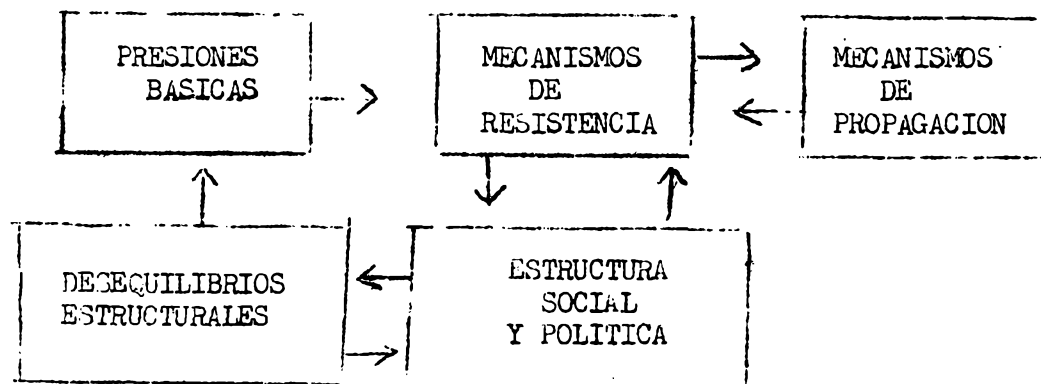 PRESIONES
BASICAS
MECANISMOS
DE
RESISTENCIA
MECANISMOS
DE
PROPAGACION
DESEQUILIBRIOS
ESTRUCTURALES
ESTRUCTURA
SOCIAL
Y POLITICA